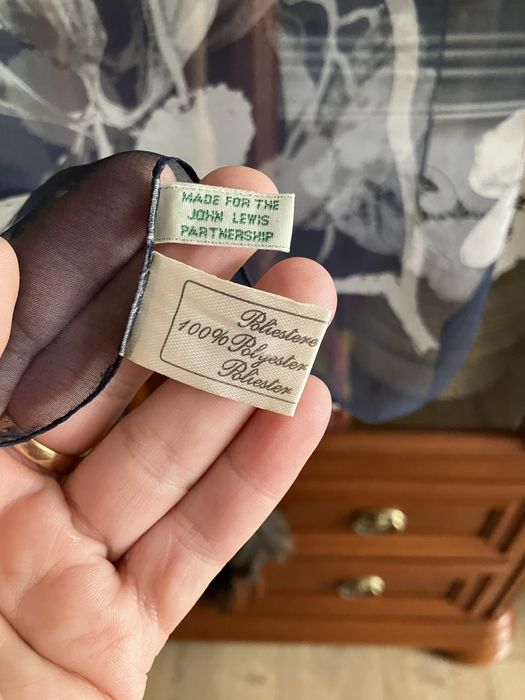 MADE FOR THE
JOHN LEWIS
PARTNERSHIP
Poliestere
100% Polyester
Poliester